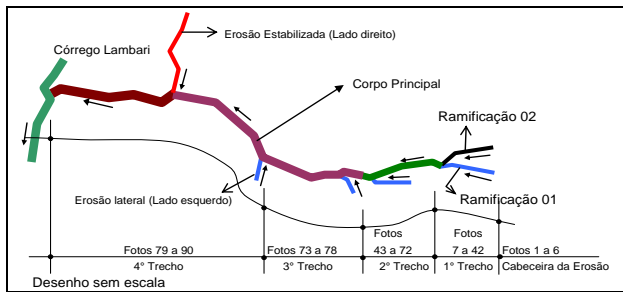 Erosão Estabilizada (Lado direito)
Córrego Lambari
Corpo Principal
Ramificação 02
Erosão lateral (Lado esquerdo)
Ramificação 01
Fotos 79 a 90
Fotos 73 a 78
Fotos
43 a 72
Fotos
7 a 42
Fotos 1 a 6
4° Trecho
3° Trecho
2° Trecho
1° Trecho
Cabeceira da Erosão
Desenho sem escala